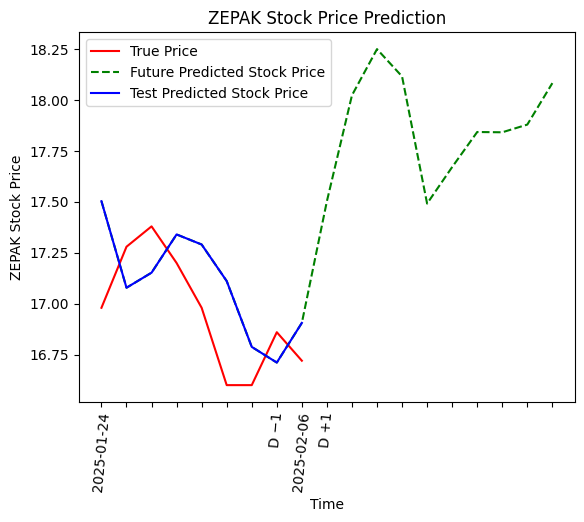 ZEPAK Stock Price Prediction
True Price
Future Predicted Stock Price
Test Predicted Stock Price
18.25
18.00
17.75
17.50
17.25
17.00
16.75
ZEPAK Stock Price
2025-01-24
D −1
2025-02-06
D +1
Time